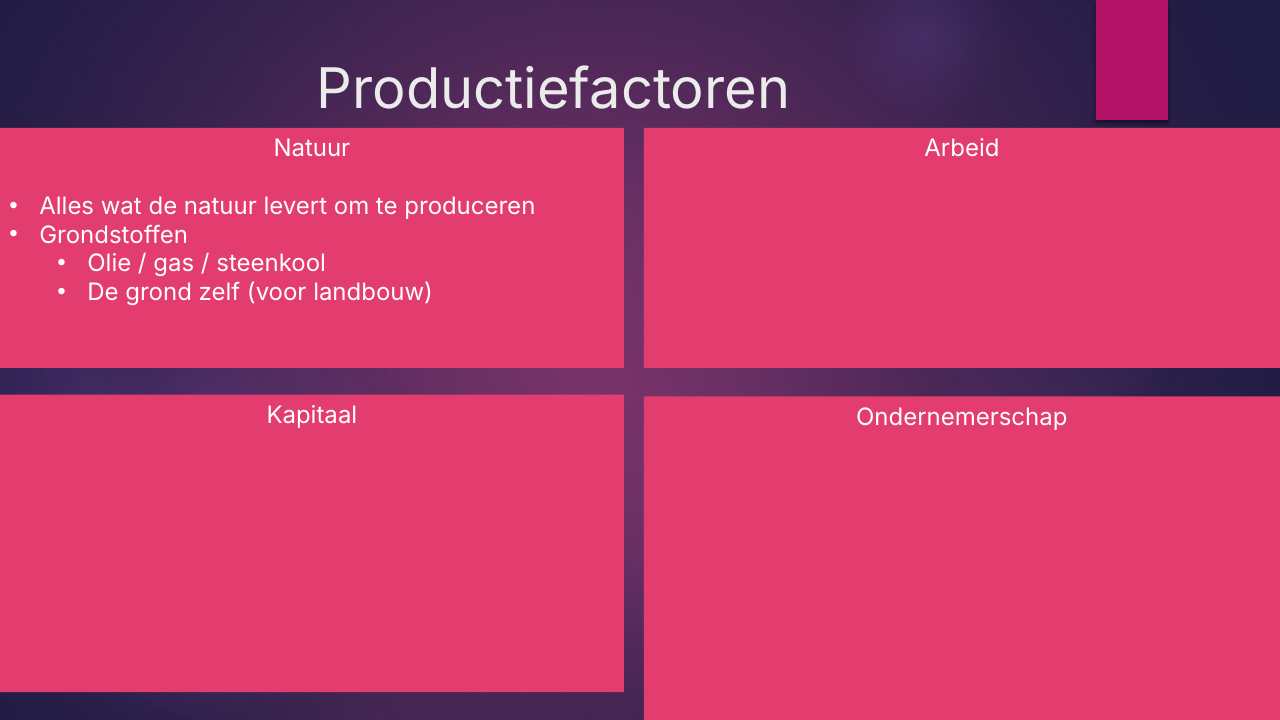 Productiefactoren
Natuur
• Alles wat de natuur levert om te produceren
• Grondstoffen
• Olie / gas / steenkool
• De grond zelf (voor landbouw)
Arbeid
Kapitaal
Ondernemerschap